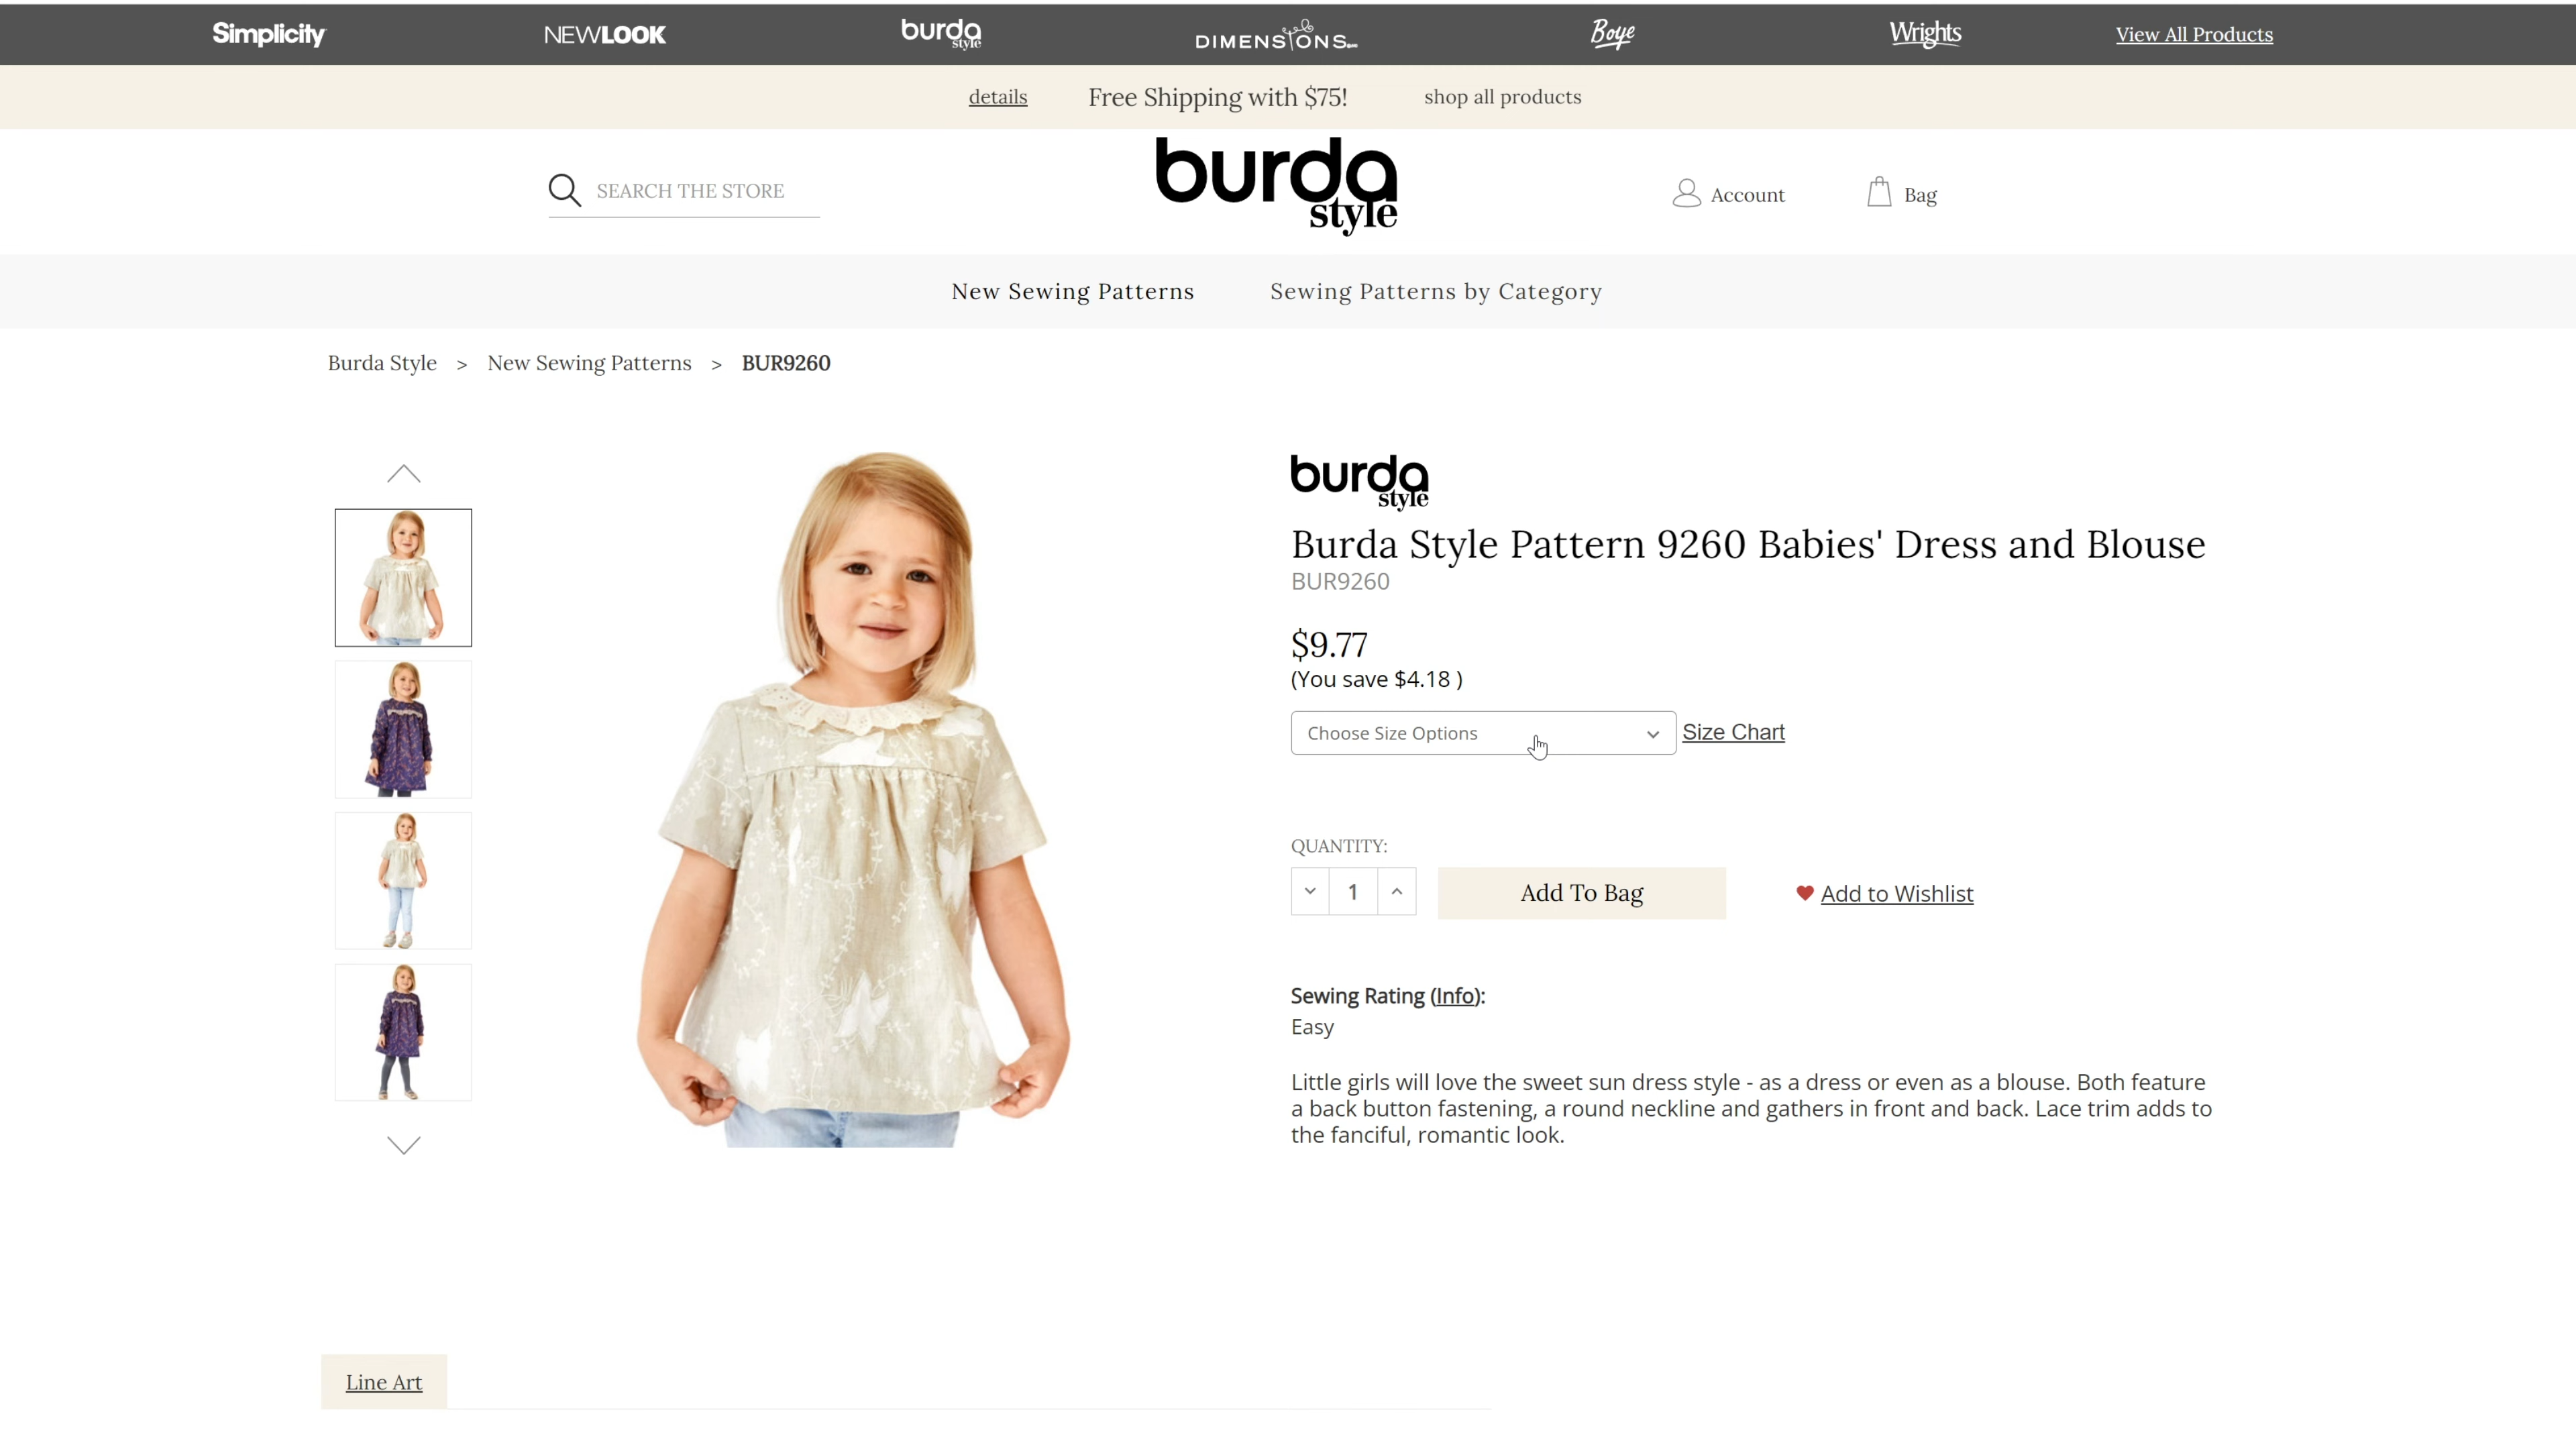 Simplicity
NEWLOOK
burda style
DIMENSIONS
Boye
Wrights
View All Products
details
Free Shipping with $75!
shop all products
SEARCH THE STORE
burda
style
Account
Bag
New Sewing Patterns
Sewing Patterns by Category
Burda Style > New Sewing Patterns > BUR9260
burda
style
Burda Style Pattern 9260 Babies' Dress and Blouse
BUR9260
$9.77
(You save $4.18 )
Choose Size Options
Size Chart
QUANTITY:
1
Add To Bag
Add to Wishlist
Sewing Rating (Info):
Easy
Little girls will love the sweet sun dress style - as a dress or even as a blouse. Both feature
a back button fastening, a round neckline and gathers in front and back. Lace trim adds to
the fanciful, romantic look.
Line Art